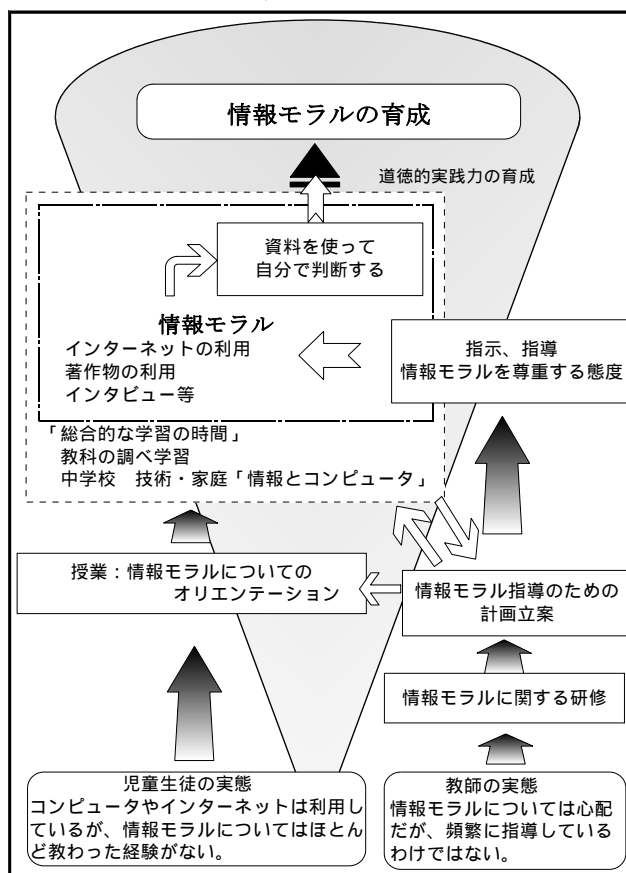 情報モラルの育成
道徳的実践力の育成
資料を使って
自分で判断する
情報モラル
インターネットの利用
著作物の利用
インタビュー等
指示、指導
情報モラルを尊重する態度
「総合的な学習の時間」
教科の調べ学習
中学校　技術・家庭「情報とコンピュータ」
授業：情報モラルについての
オリエンテーション
情報モラル指導のための
計画立案
情報モラルに関する研修
児童生徒の実態
コンピュータやインターネットは利用し
ているが、情報モラルについてはほとん
ど教わった経験がない。
教師の実態
情報モラルについては心配
だが、頻繁に指導している
わけではない。